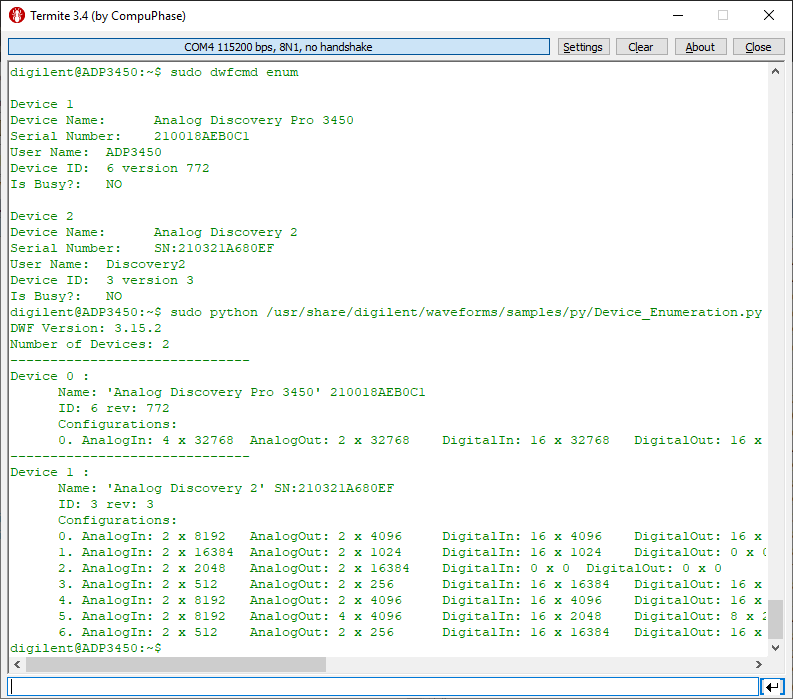 Termite 3.4 (by CompuPhase)
COM4 115200 bps, 8N1, no handshake
Settings
Clear
About
Close
digilent@ADP3450:~$ sudo dwfcmd enum
Device 1
Device Name:      Analog Discovery Pro 3450
Serial Number:    210018AEB0C1
User Name:  ADP3450
Device ID:  6 version 772
Is Busy?:   NO
Device 2
Device Name:      Analog Discovery 2
Serial Number:    SN:210321A680EF
User Name:  Discovery2
Device ID:  3 version 3
Is Busy?:   NO
digilent@ADP3450:~$ sudo python /usr/share/digilent/waveforms/samples/py/Device_Enumeration.py
DWF Version: 3.15.2
Number of Devices: 2
------------------------------
Device 0 :
      Name: 'Analog Discovery Pro 3450' 210018AEB0C1
      ID: 6 rev: 772
      Configurations:
      0. AnalogIn: 4 x 32768  AnalogOut: 2 x 32768    DigitalIn: 16 x 32768   DigitalOut: 16 x
------------------------------
Device 1 :
      Name: 'Analog Discovery 2' SN:210321A680EF
      ID: 3 rev: 3
      Configurations:
      0. AnalogIn: 2 x 8192   AnalogOut: 2 x 4096     DigitalIn: 16 x 4096    DigitalOut: 16 x
      1. AnalogIn: 2 x 16384  AnalogOut: 2 x 1024     DigitalIn: 16 x 1024    DigitalOut: 0 x 0
      2. AnalogIn: 2 x 2048   AnalogOut: 2 x 16384    DigitalIn: 0 x 0  DigitalOut: 0 x 0
      3. AnalogIn: 2 x 512    AnalogOut: 2 x 256      DigitalIn: 16 x 16384   DigitalOut: 16 x
      4. AnalogIn: 2 x 8192   AnalogOut: 2 x 4096     DigitalIn: 16 x 4096    DigitalOut: 16 x
      5. AnalogIn: 2 x 8192   AnalogOut: 4 x 4096     DigitalIn: 16 x 2048    DigitalOut: 8 x
      6. AnalogIn: 2 x 512    AnalogOut: 2 x 256      DigitalIn: 16 x 16384   DigitalOut: 16 x
digilent@ADP3450:~$